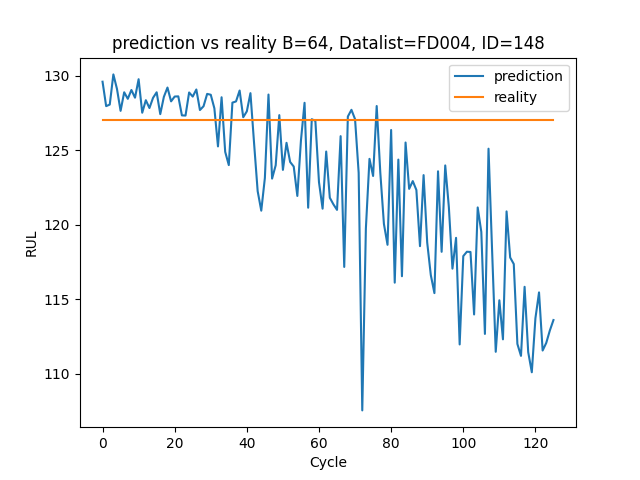 prediction vs reality B=64, Datalist=FD004, ID=148
prediction
reality
RUL
130
125
120
115
110
0
20
40
60
80
100
120
Cycle